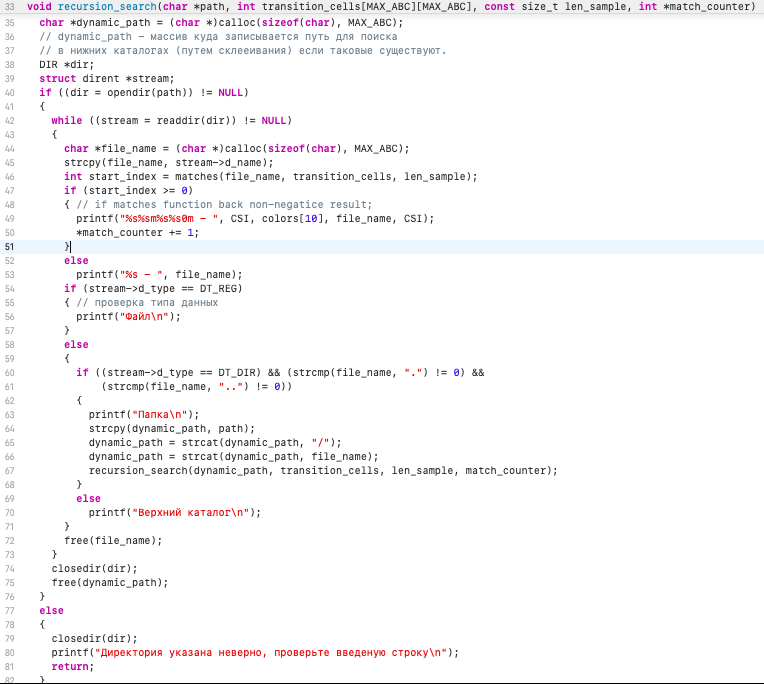 33 void recursion_search(char *path, int transition_cells[MAX_ABC][MAX_ABC], const size_t len_sample, int *match_counter)
35 char *dynamic_path = (char *)calloc(sizeof(char), MAX_ABC);
36 // dynamic_path — массив куда записывается путь для поиска
37 // в нижних каталогах (путем склееивания) если таковые существуют.
38 DIR *dir;
39 struct dirent *stream;
40 if ((dir = opendir(path)) != NULL)
41 {
42 while ((stream = readdir(dir)) != NULL)
43 {
44 char *file_name = (char *)calloc(sizeof(char), MAX_ABC);
45 strcpy(file_name, stream->d_name);
46 int start_index = matches(file_name, transition_cells, len_sample);
47 if (start_index >= 0)
48 { // if matches function back non-negatice result;
49 printf("%s%sm%s%s0m — ", CSI, colors[10], file_name, CSI);
50 *match_counter += 1;
51 }
52 else
53 printf("%s — ", file_name);
54 if (stream->d_type == DT_REG)
55 { // проверка типа данных
56 printf("Файл\n");
57 }
58 else
59 {
60 if ((stream->d_type == DT_DIR) && (strcmp(file_name, ".") != 0) &&
61 (strcmp(file_name, "..") != 0))
62 {
63 printf("Папка\n");
64 strcpy(dynamic_path, path);
65 dynamic_path = strcat(dynamic_path, "/");
66 dynamic_path = strcat(dynamic_path, file_name);
67 recursion_search(dynamic_path, transition_cells, len_sample, match_counter);
68 }
69 else
70 printf("Верхний каталог\n");
71 }
72 free(file_name);
73 }
74 closedir(dir);
75 free(dynamic_path);
76 }
77 else
78 {
79 closedir(dir);
80 printf("Директория указана неверно, проверьте введеную строку\n");
81 return;
82 }